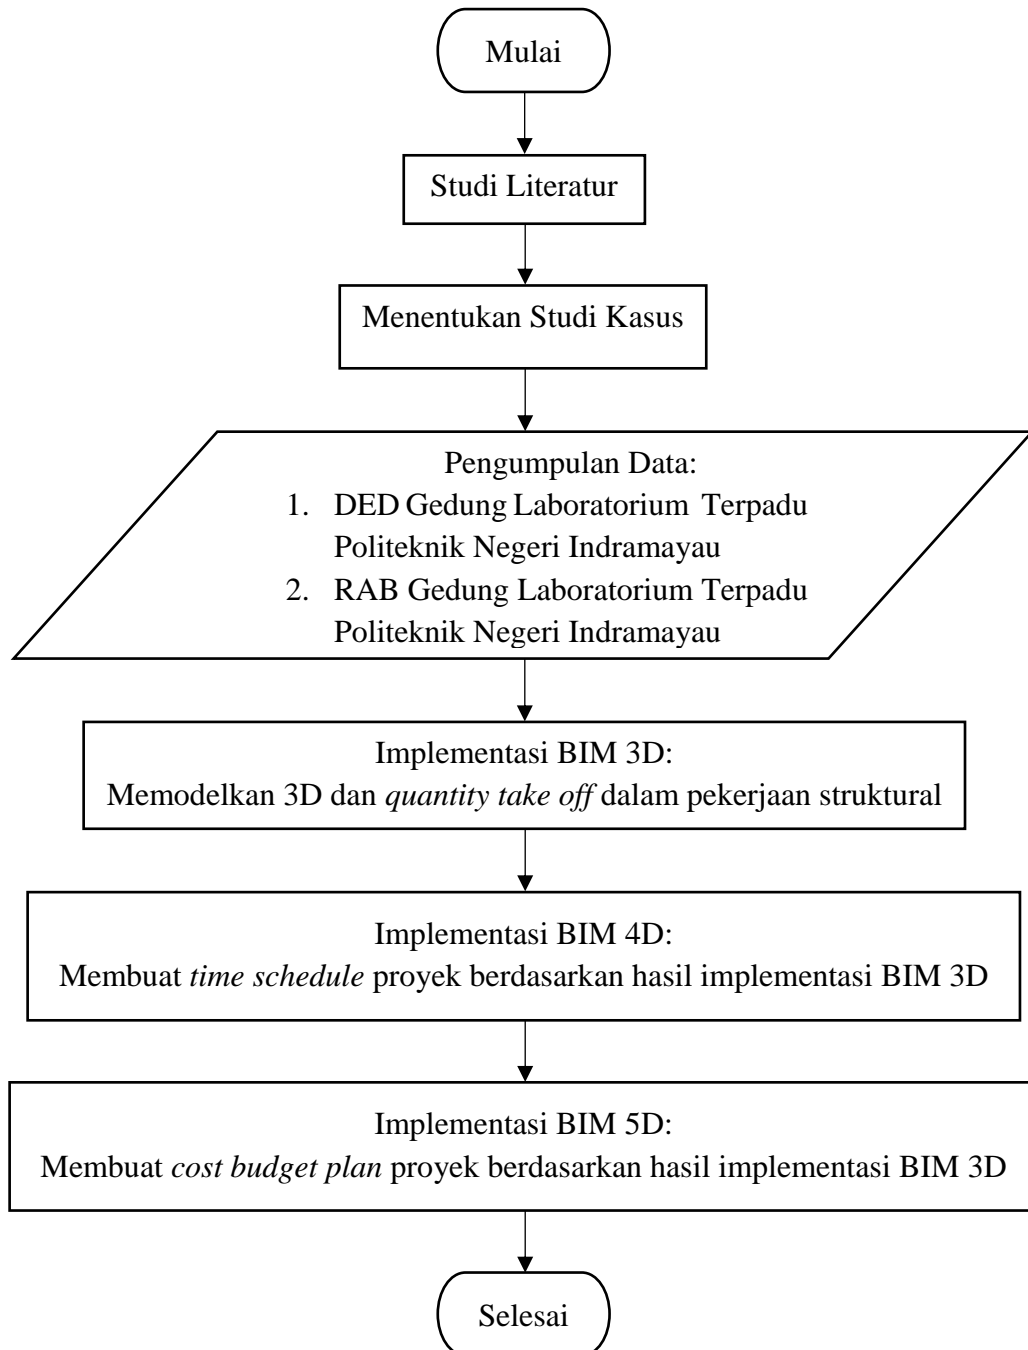 Mulai
Studi Literatur
Menentukan Studi Kasus
Pengumpulan Data:
1. DED Gedung Laboratorium Terpadu
Politeknik Negeri Indramayau
2. RAB Gedung Laboratorium Terpadu
Politeknik Negeri Indramayau
Implementasi BIM 3D:
Memodelkan 3D dan quantity take off dalam pekerjaan struktural
Implementasi BIM 4D:
Membuat time schedule proyek berdasarkan hasil implementasi BIM 3D
Implementasi BIM 5D:
Membuat cost budget plan proyek berdasarkan hasil implementasi BIM 3D
Selesai